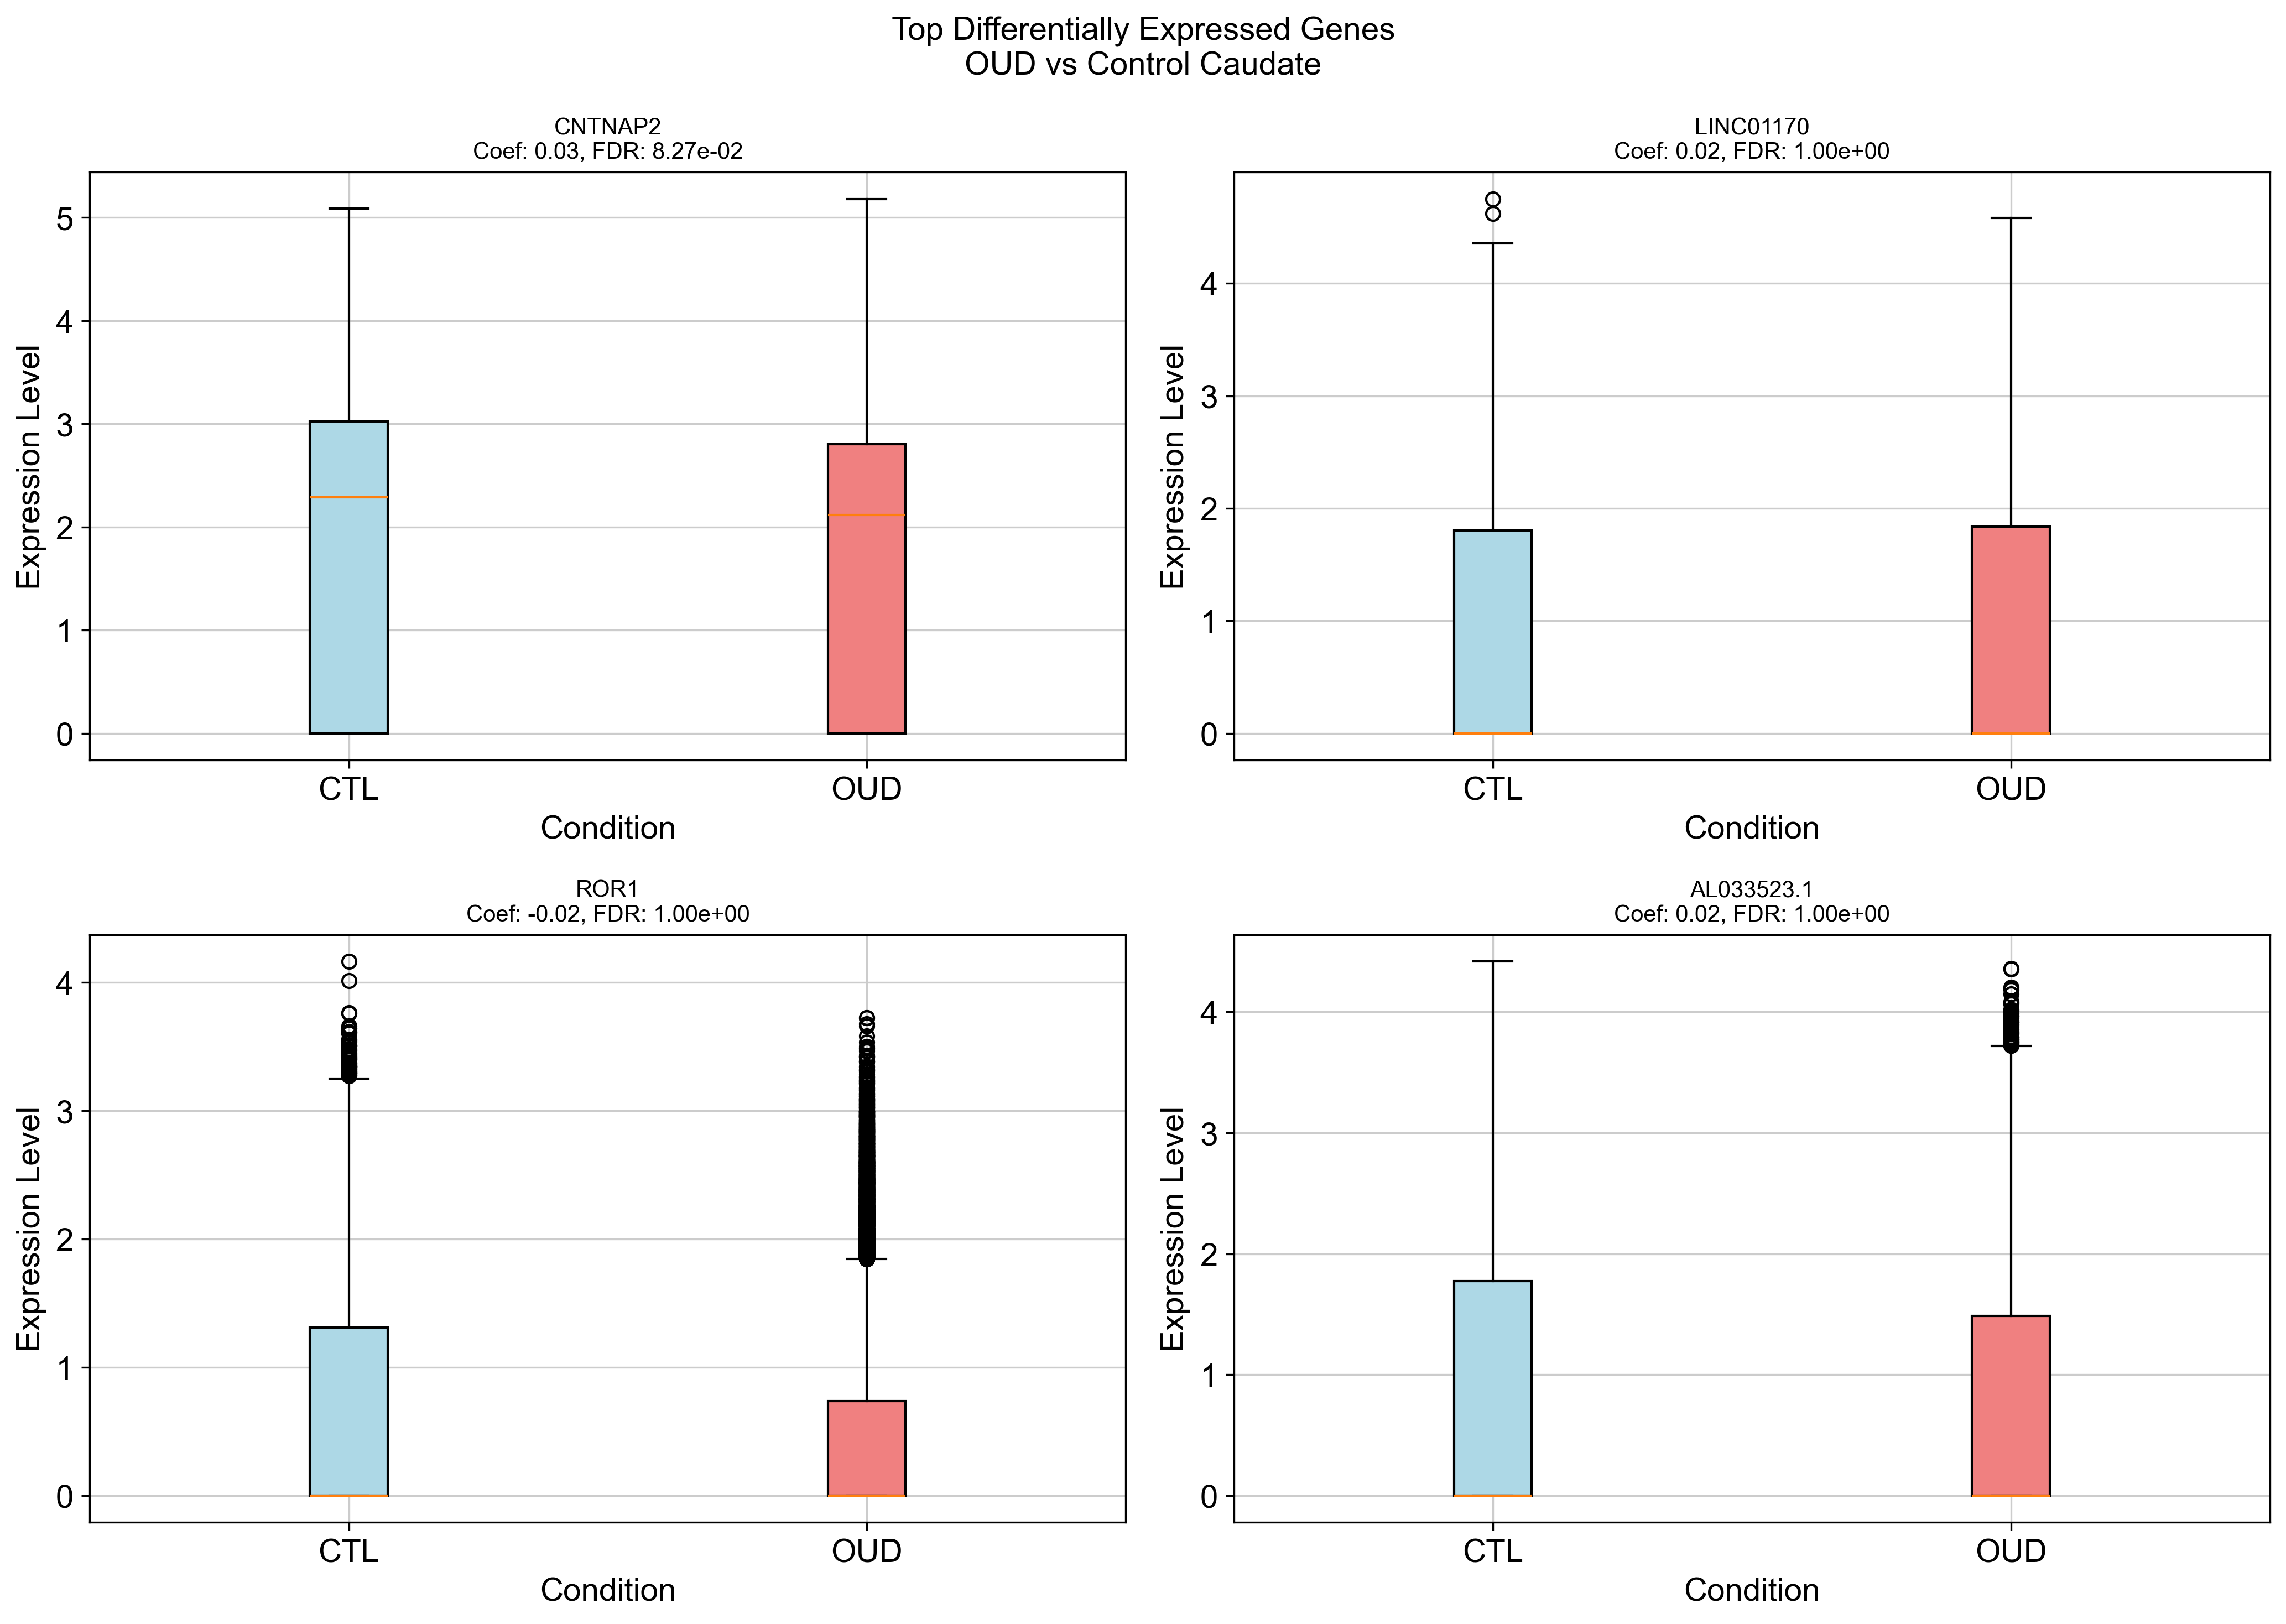 Top Differentially Expressed Genes
OUD vs Control Caudate
CNTNAP2
Coef: 0.03, FDR: 8.27e-02
Expression Level
5
4
3
2
1
0
CTL
OUD
Condition
LINC01170
Coef: 0.02, FDR: 1.00e+00
Expression Level
4
3
2
1
0
CTL
OUD
Condition
ROR1
Coef: -0.02, FDR: 1.00e+00
Expression Level
4
3
2
1
0
CTL
OUD
Condition
AL033523.1
Coef: 0.02, FDR: 1.00e+00
Expression Level
4
3
2
1
0
CTL
OUD
Condition